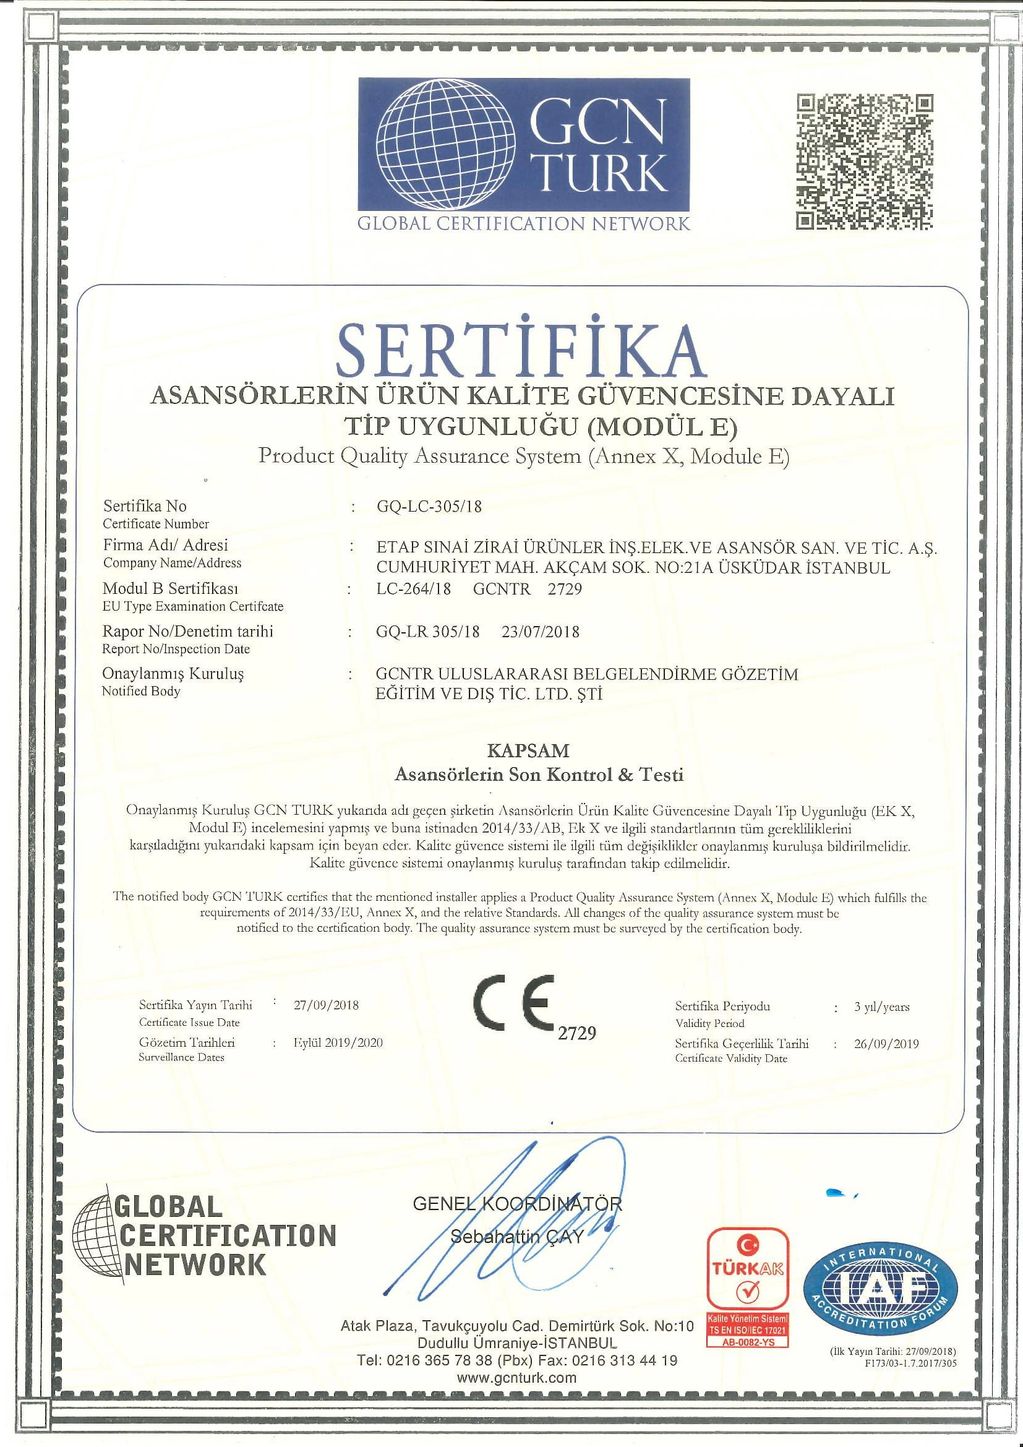 GCN
TURK
GLOBAL CERTIFICATION NETWORK
SERTİFİKA
ASANSÖRLERİN ÜRÜN KALİTE GÜVENCESİNE DAYALI
TİP UYGUNLUĞU (MODÜL E)
Product Quality Assurance System (Annex X, Module E)
Sertifika No : GQ-LC-305/18
Certificate Number
Firma Adı/ Adresi : ETAP SINAİ ZİRAİ ÜRÜNLER İNŞ.ELEK.VE ASANSÖR SAN. VE TİC. A.Ş.
Company Name/Address CUMHURİYET MAH. AKÇAM SOK. NO:21A ÜSKÜDAR İSTANBUL
Modul B Sertifikası : LC-264/18 GCNTR 2729
EU Type Examination Certifcate
Rapor No/Denetim tarihi : GQ-LR 305/18 23/07/2018
Report No/Inspection Date
Onaylanmış Kuruluş : GCNTR ULUSLARARASI BELGELENDİRME GÖZETİM
Notified Body EĞİTİM VE DIŞ TİC. LTD. ŞTİ
KAPSAM
Asansörlerin Son Kontrol & Testi
Onaylanmış Kuruluş GCN TURK yukarıda adı geçen şirketin Asansörlerin Ürün Kalite Güvencesine Dayalı Tip Uygunluğu (EK X,
Modul E) incelemesini yapmış ve buna istinaden 2014/33/AB, Ek X ve ilgili standartlarının tüm gerekliliklerini
karşıladığını yukarıdaki kapsam için beyan eder. Kalite güvence sistemi ile ilgili tüm değişiklikler onaylanmış kuruluşa bildirilmelidir.
Kalite güvence sistemi onaylanmış kuruluş tarafından takip edilmelidir.
The notified body GCN TURK certifies that the mentioned installer applies a Product Quality Assurance System (Annex X, Module E) which fulfills the
requirements of 2014/33/EU, Annex X, and the relative Standards. All changes of the quality assurance system must be
notified to the certification body. The quality assurance system must be surveyed by the certification body.
Sertifika Yayın Tarihi : 27/09/2018
Certificate Issue Date
Gözetim Tarihleri : Eylül 2019/2020
Surveillance Dates
CE 2729
Sertifika Periyodu : 3 yıl/years
Validity Period
Sertifika Geçerlilik Tarihi : 26/09/2019
Certificate Validity Date
GLOBAL
CERTIFICATION
NETWORK
GENEL KOORDİNATÖR
Sebahattin ÇAY
Atak Plaza, Tavukçuyolu Cad. Demirtürk Sok. No:10
Dudullu Ümraniye-İSTANBUL
Tel: 0216 365 78 38 (Pbx) Fax: 0216 313 44 19
www.gcnturk.com
TÜRKAK
Kalite Yönetim Sistemi
TS EN ISO/IEC 17021
AB-0082-YS
INTERNATIONAL
IAF
ACCREDITATION FORUM
(İlk Yayın Tarihi: 27/09/2018)
F173/03-1.7.2017/305